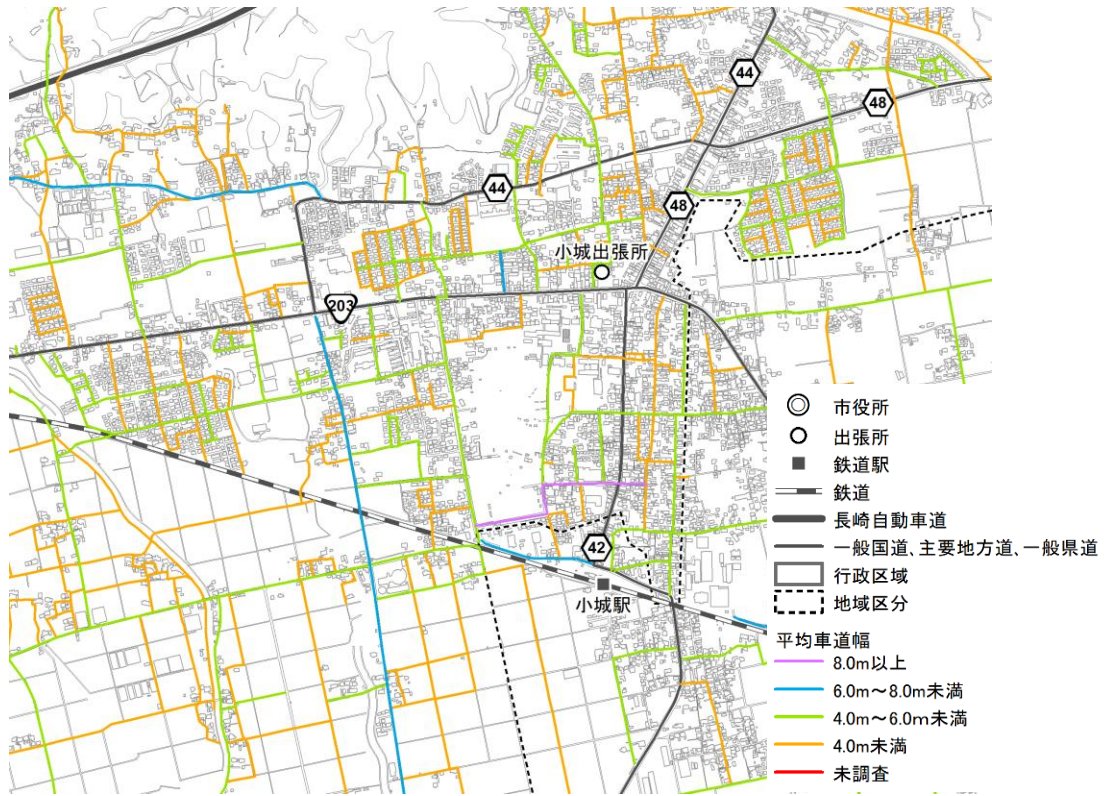 44
48
44
48
小城出張所
203
42
小城駅
市役所
出張所
鉄道駅
鉄道
長崎自動車道
一般国道、主要地方道、一般県道
行政区域
地域区分
平均車道幅
8.0m以上
6.0m～8.0m未満
4.0m～6.0m未満
4.0m未満
未調査